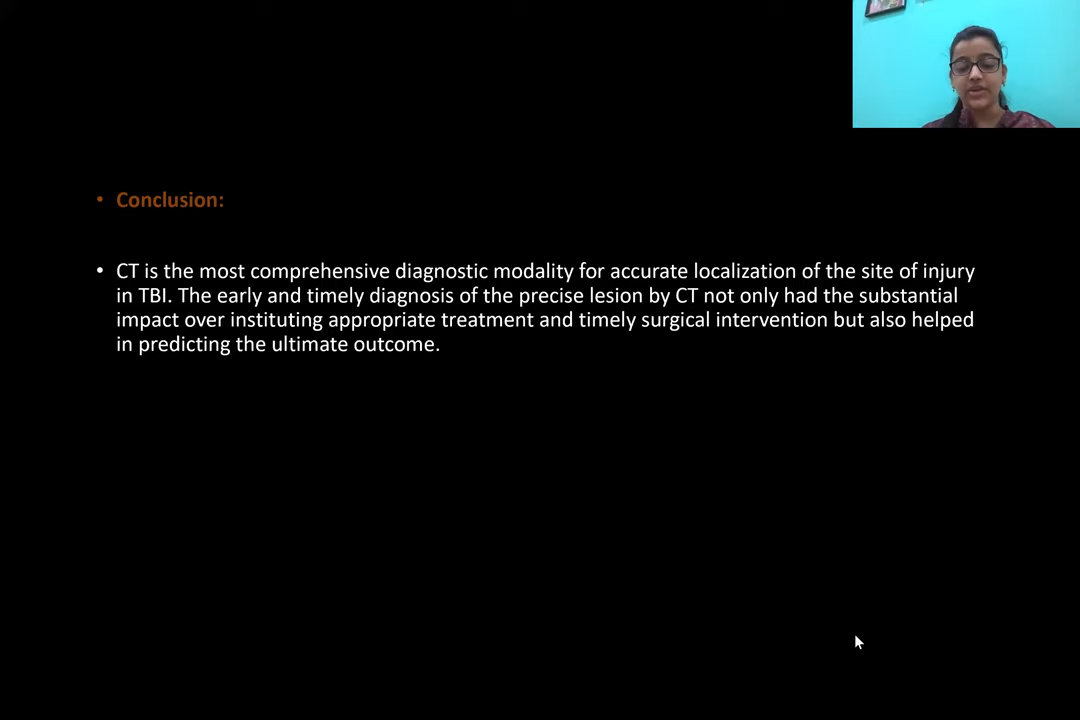 • Conclusion:
• CT is the most comprehensive diagnostic modality for accurate localization of the site of injury
in TBI. The early and timely diagnosis of the precise lesion by CT not only had the substantial
impact over instituting appropriate treatment and timely surgical intervention but also helped
in predicting the ultimate outcome.